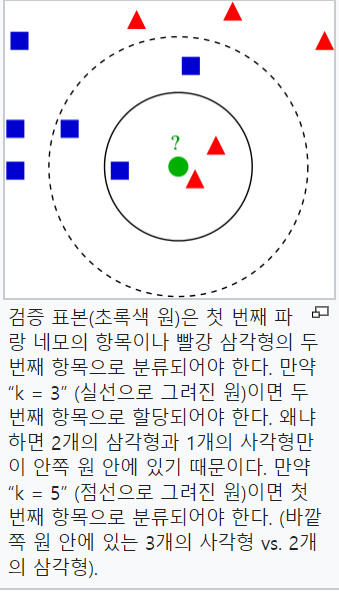 ?
검증 표본(초록색 원)은 첫 번째 파
랑 네모의 항목이나 빨강 삼각형의 두
번째 항목으로 분류되어야 한다. 만약
“k = 3” (실선으로 그려진 원)이면 두
번째 항목으로 할당되어야 한다. 왜냐
하면 2개의 삼각형과 1개의 사각형만
이 안쪽 원 안에 있기 때문이다. 만약
“k = 5” (점선으로 그려진 원)이면 첫
번째 항목으로 분류되어야 한다. (바깥
쪽 원 안에 있는 3개의 사각형 vs. 2개
의 삼각형).